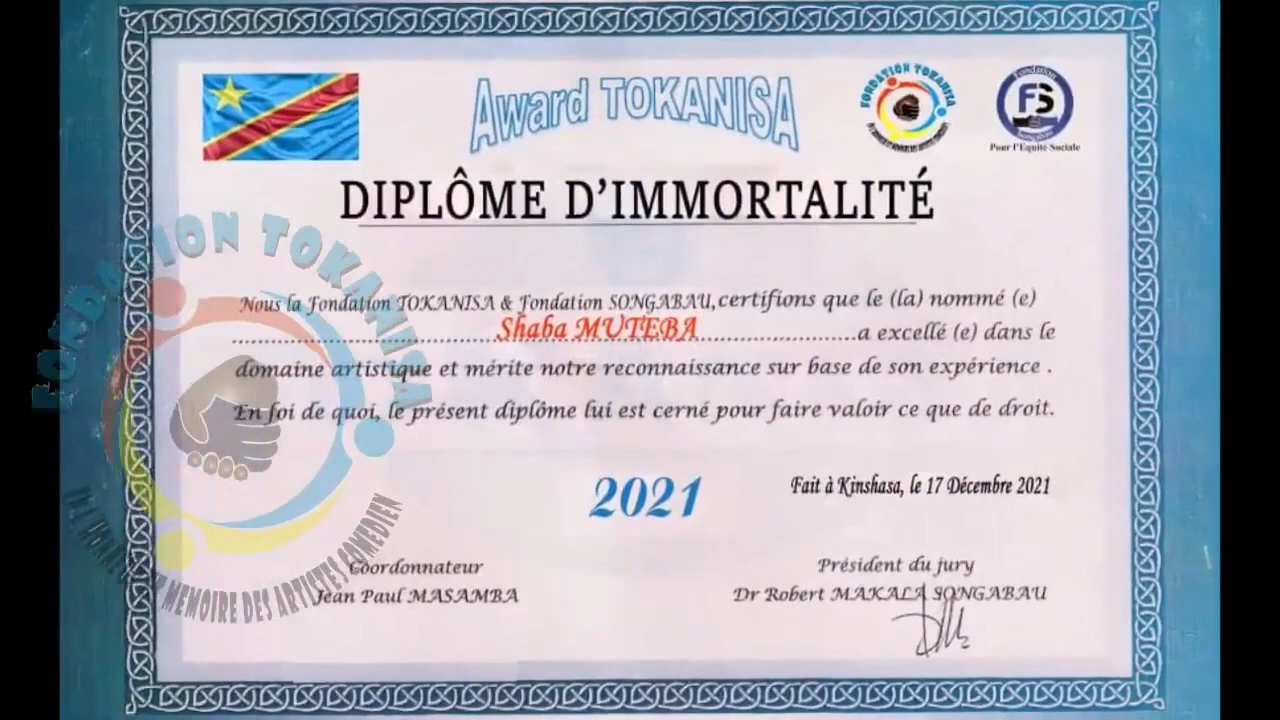 Award TOKANISA
FONDATION TOKANISA
Fondation
FS
Songabau
Pour l'Equité Sociale
DIPLÔME D'IMMORTALITÉ
FONDATION TOKANISA
Nous la Fondation TOKANISA & Fondation SONGABAU, certifions que le (la) nommé (e)
Shaba MUTEBA a excellé (e) dans le
domaine artistique et mérite notre reconnaissance sur base de son expérience .
En foi de quoi, le présent diplôme lui est cerné pour faire valoir ce que de droit.
2021
Fait à Kinshasa, le 17 Décembre 2021
MEMOIRE DES ARTISTES COMEDIEN
Coordonnateur
Jean Paul MASAMBA
Président du jury
Dr Robert MAKALA SONGABAU